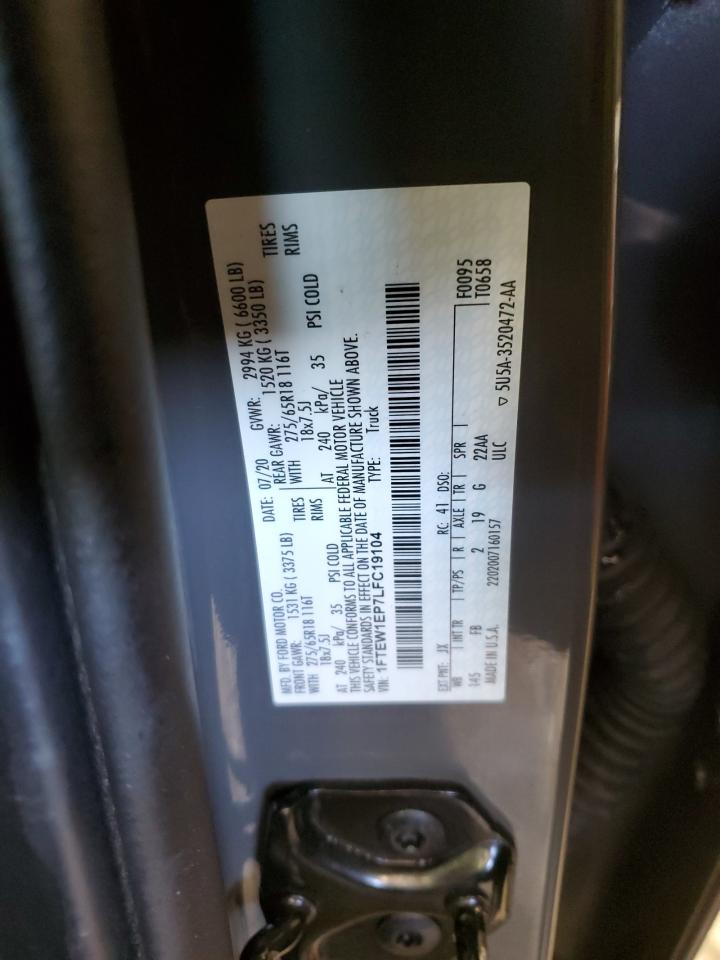 MFD. BY FORD MOTOR CO. DATE: 07/20 GVWR: 2994 KG ( 6600 LB)
FRONT GAWR: 1531 KG ( 3375 LB) REAR GAWR: 1520 KG ( 3350 LB)
WITH 275/65R18 116T TIRES WITH 275/65R18 116T TIRES
18x7.5J RIMS 18x7.5J RIMS
AT 240 kPa/ 35 PSI COLD AT 240 kPa/ 35 PSI COLD
THIS VEHICLE CONFORMS TO ALL APPLICABLE FEDERAL MOTOR VEHICLE
SAFETY STANDARDS IN EFFECT ON THE DATE OF MANUFACTURE SHOWN ABOVE.
VIN: 1FTEW1EP7LFC19104 TYPE: Truck
EXT PNT: JX RC: 41 DSO: F0095
WB INT TR TP/PS R AXLE TR SPR T0658
145 FB 2 19 G 22AA
MADE IN U.S.A. 2202007160157 ULC ▽ 5U5A-3520472-AA